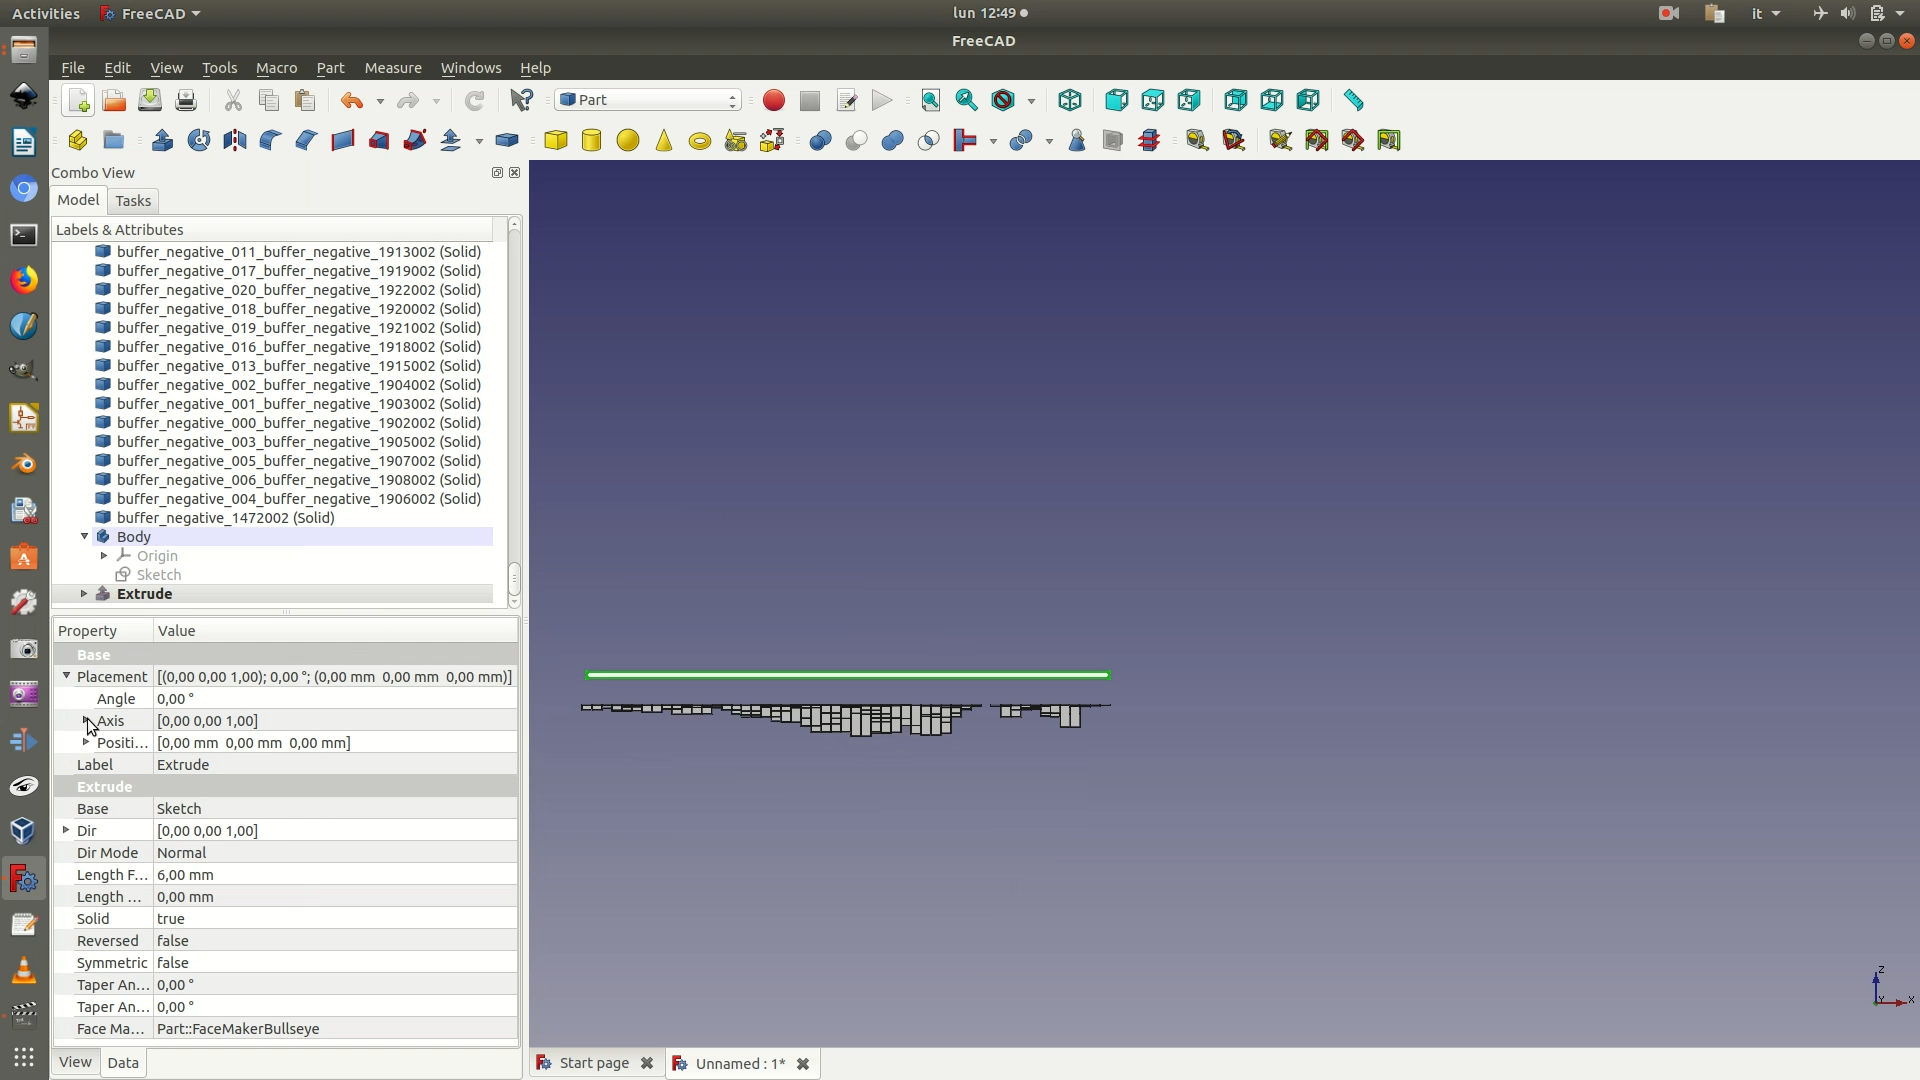 Activities FreeCAD lun 12:49 it
FreeCAD
File Edit View Tools Macro Part Measure Windows Help
Part
Combo View
Model Tasks
Labels & Attributes
buffer_negative_011_buffer_negative_1913002 (Solid)
buffer_negative_017_buffer_negative_1919002 (Solid)
buffer_negative_020_buffer_negative_1922002 (Solid)
buffer_negative_018_buffer_negative_1920002 (Solid)
buffer_negative_019_buffer_negative_1921002 (Solid)
buffer_negative_016_buffer_negative_1918002 (Solid)
buffer_negative_013_buffer_negative_1915002 (Solid)
buffer_negative_002_buffer_negative_1904002 (Solid)
buffer_negative_001_buffer_negative_1903002 (Solid)
buffer_negative_000_buffer_negative_1902002 (Solid)
buffer_negative_003_buffer_negative_1905002 (Solid)
buffer_negative_005_buffer_negative_1907002 (Solid)
buffer_negative_006_buffer_negative_1908002 (Solid)
buffer_negative_004_buffer_negative_1906002 (Solid)
buffer_negative_1472002 (Solid)
Body
Origin
Sketch
Extrude
Property Value
Base
Placement [(0,00 0,00 1,00); 0,00 °; (0,00 mm 0,00 mm 0,00 mm)]
Angle 0,00 °
Axis [0,00 0,00 1,00]
Positi... [0,00 mm 0,00 mm 0,00 mm]
Label Extrude
Extrude
Base Sketch
Dir [0,00 0,00 1,00]
Dir Mode Normal
Length F... 6,00 mm
Length ... 0,00 mm
Solid true
Reversed false
Symmetric false
Taper An... 0,00 °
Taper An... 0,00 °
Face Ma... Part::FaceMakerBullseye
View Data
Start page Unnamed : 1*
Z
Y X